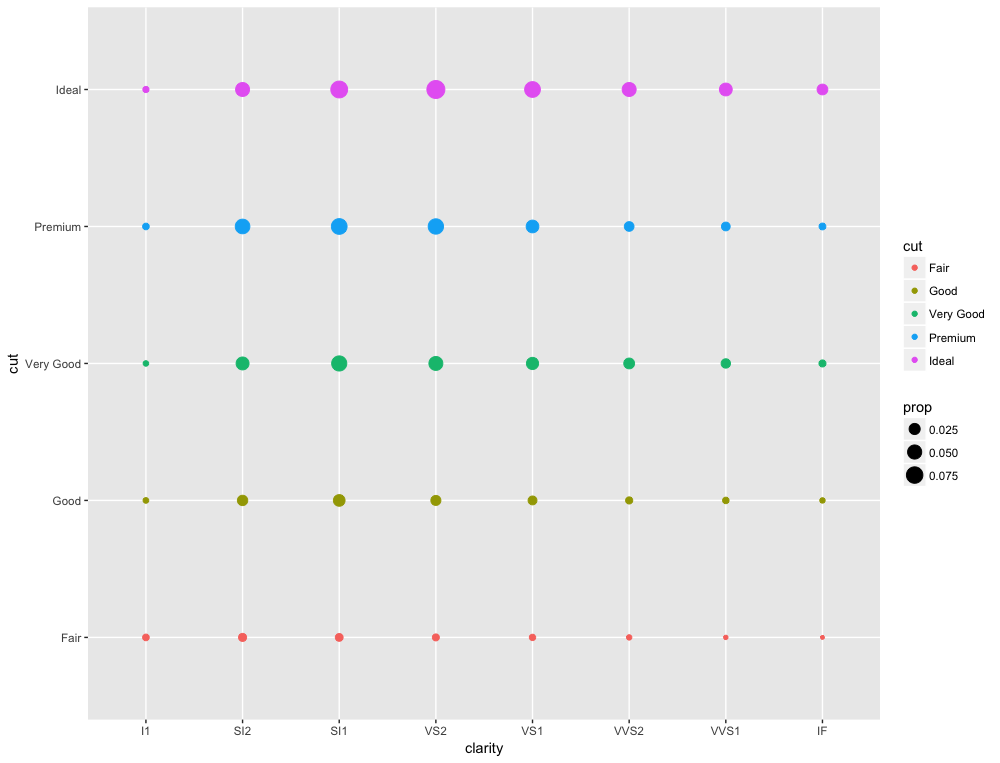 Ideal
Premium
Very Good
Good
Fair
cut
I1 SI2 SI1 VS2 VS1 VVS2 VVS1 IF
clarity
cut
Fair
Good
Very Good
Premium
Ideal
prop
0.025
0.050
0.075